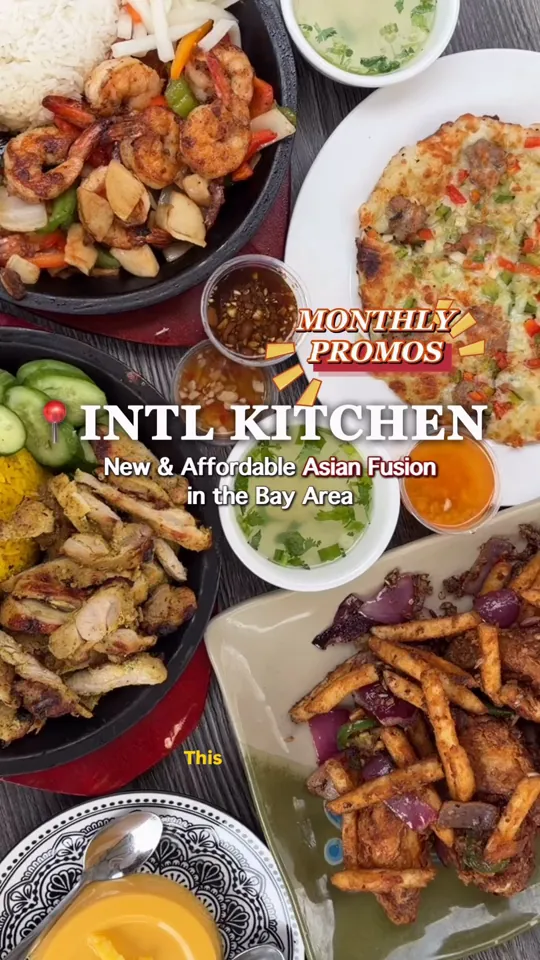 MONTHLY
PROMOS
INTL KITCHEN
New & Affordable Asian Fusion
in the Bay Area
This